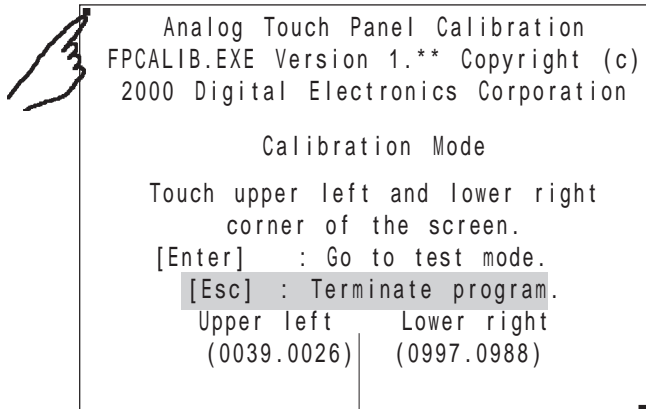 Analog Touch Panel Calibration
FPCALIB.EXE Version 1.** Copyright (c)
2000 Digital Electronics Corporation
Calibration Mode
Touch upper left and lower right
corner of the screen.
[Enter] : Go to test mode.
[Esc] : Terminate program.
Upper left Lower right
(0039.0026) (0997.0988)